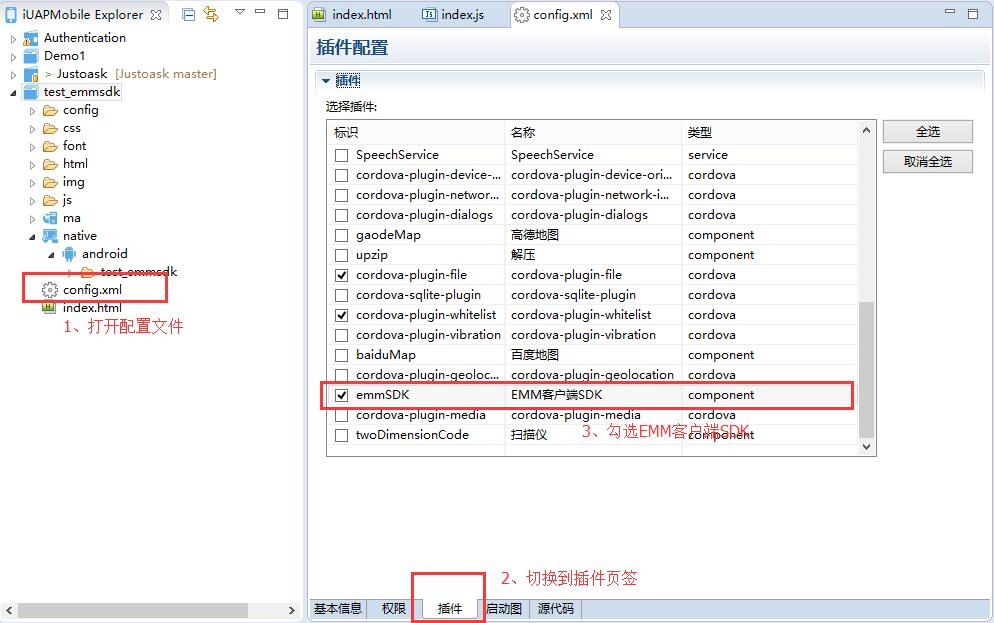 iUAPMobile Explorer
Authentication
Demo1
> Justoask [Justoask master]
test_emmsdk
config
css
font
html
img
js
ma
native
android
test_emmsdk
config.xml
index.html
1、打开配置文件
index.html index.js config.xml
插件配置
插件
选择插件:
标识 名称 类型
SpeechService SpeechService service
cordova-plugin-device-... cordova-plugin-device-ori... cordova
cordova-plugin-networ... cordova-plugin-network-i... cordova
cordova-plugin-dialogs cordova-plugin-dialogs cordova
gaodeMap 高德地图 component
upzip 解压 component
cordova-plugin-file cordova-plugin-file cordova
cordova-sqlite-plugin cordova-sqlite-plugin cordova
cordova-plugin-whitelist cordova-plugin-whitelist cordova
cordova-plugin-vibration cordova-plugin-vibration cordova
baiduMap 百度地图 component
cordova-plugin-geoloc... cordova-plugin-geolocation cordova
emmSDK EMM客户端SDK component
cordova-plugin-media cordova-plugin-media cordova
twoDimensionCode 扫描仪 component
3、勾选EMM客户端SDK
全选
取消全选
2、切换到插件页签
基本信息 权限 插件 启动图 源代码